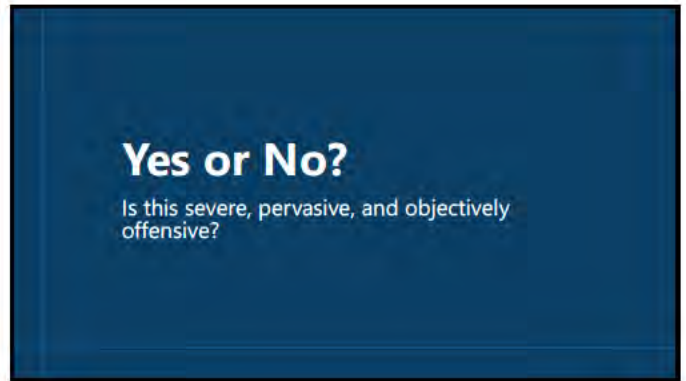 Yes or No?
Is this severe, pervasive, and objectively
offensive?